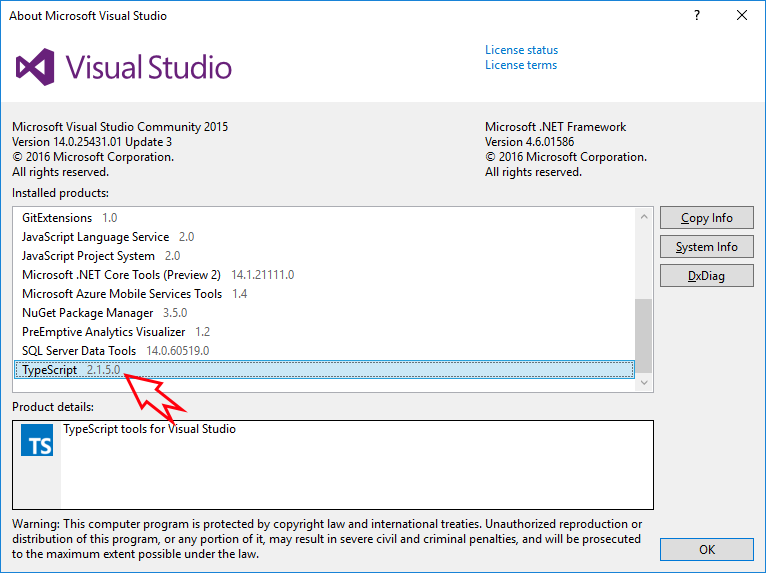 About Microsoft Visual Studio
?
License status
License terms
Visual Studio
Microsoft Visual Studio Community 2015
Version 14.0.25431.01 Update 3
© 2016 Microsoft Corporation.
All rights reserved.
Microsoft .NET Framework
Version 4.6.01586
© 2016 Microsoft Corporation.
All rights reserved.
Installed products:
GitExtensions 1.0
JavaScript Language Service 2.0
JavaScript Project System 2.0
Microsoft .NET Core Tools (Preview 2) 14.1.21111.0
Microsoft Azure Mobile Services Tools 1.4
NuGet Package Manager 3.5.0
PreEmptive Analytics Visualizer 1.2
SQL Server Data Tools 14.0.60519.0
TypeScript 2.1.5.0
Copy Info
System Info
DxDiag
Product details:
TS
TypeScript tools for Visual Studio
Warning: This computer program is protected by copyright law and international treaties. Unauthorized reproduction or
distribution of this program, or any portion of it, may result in severe civil and criminal penalties, and will be prosecuted
to the maximum extent possible under the law.
OK